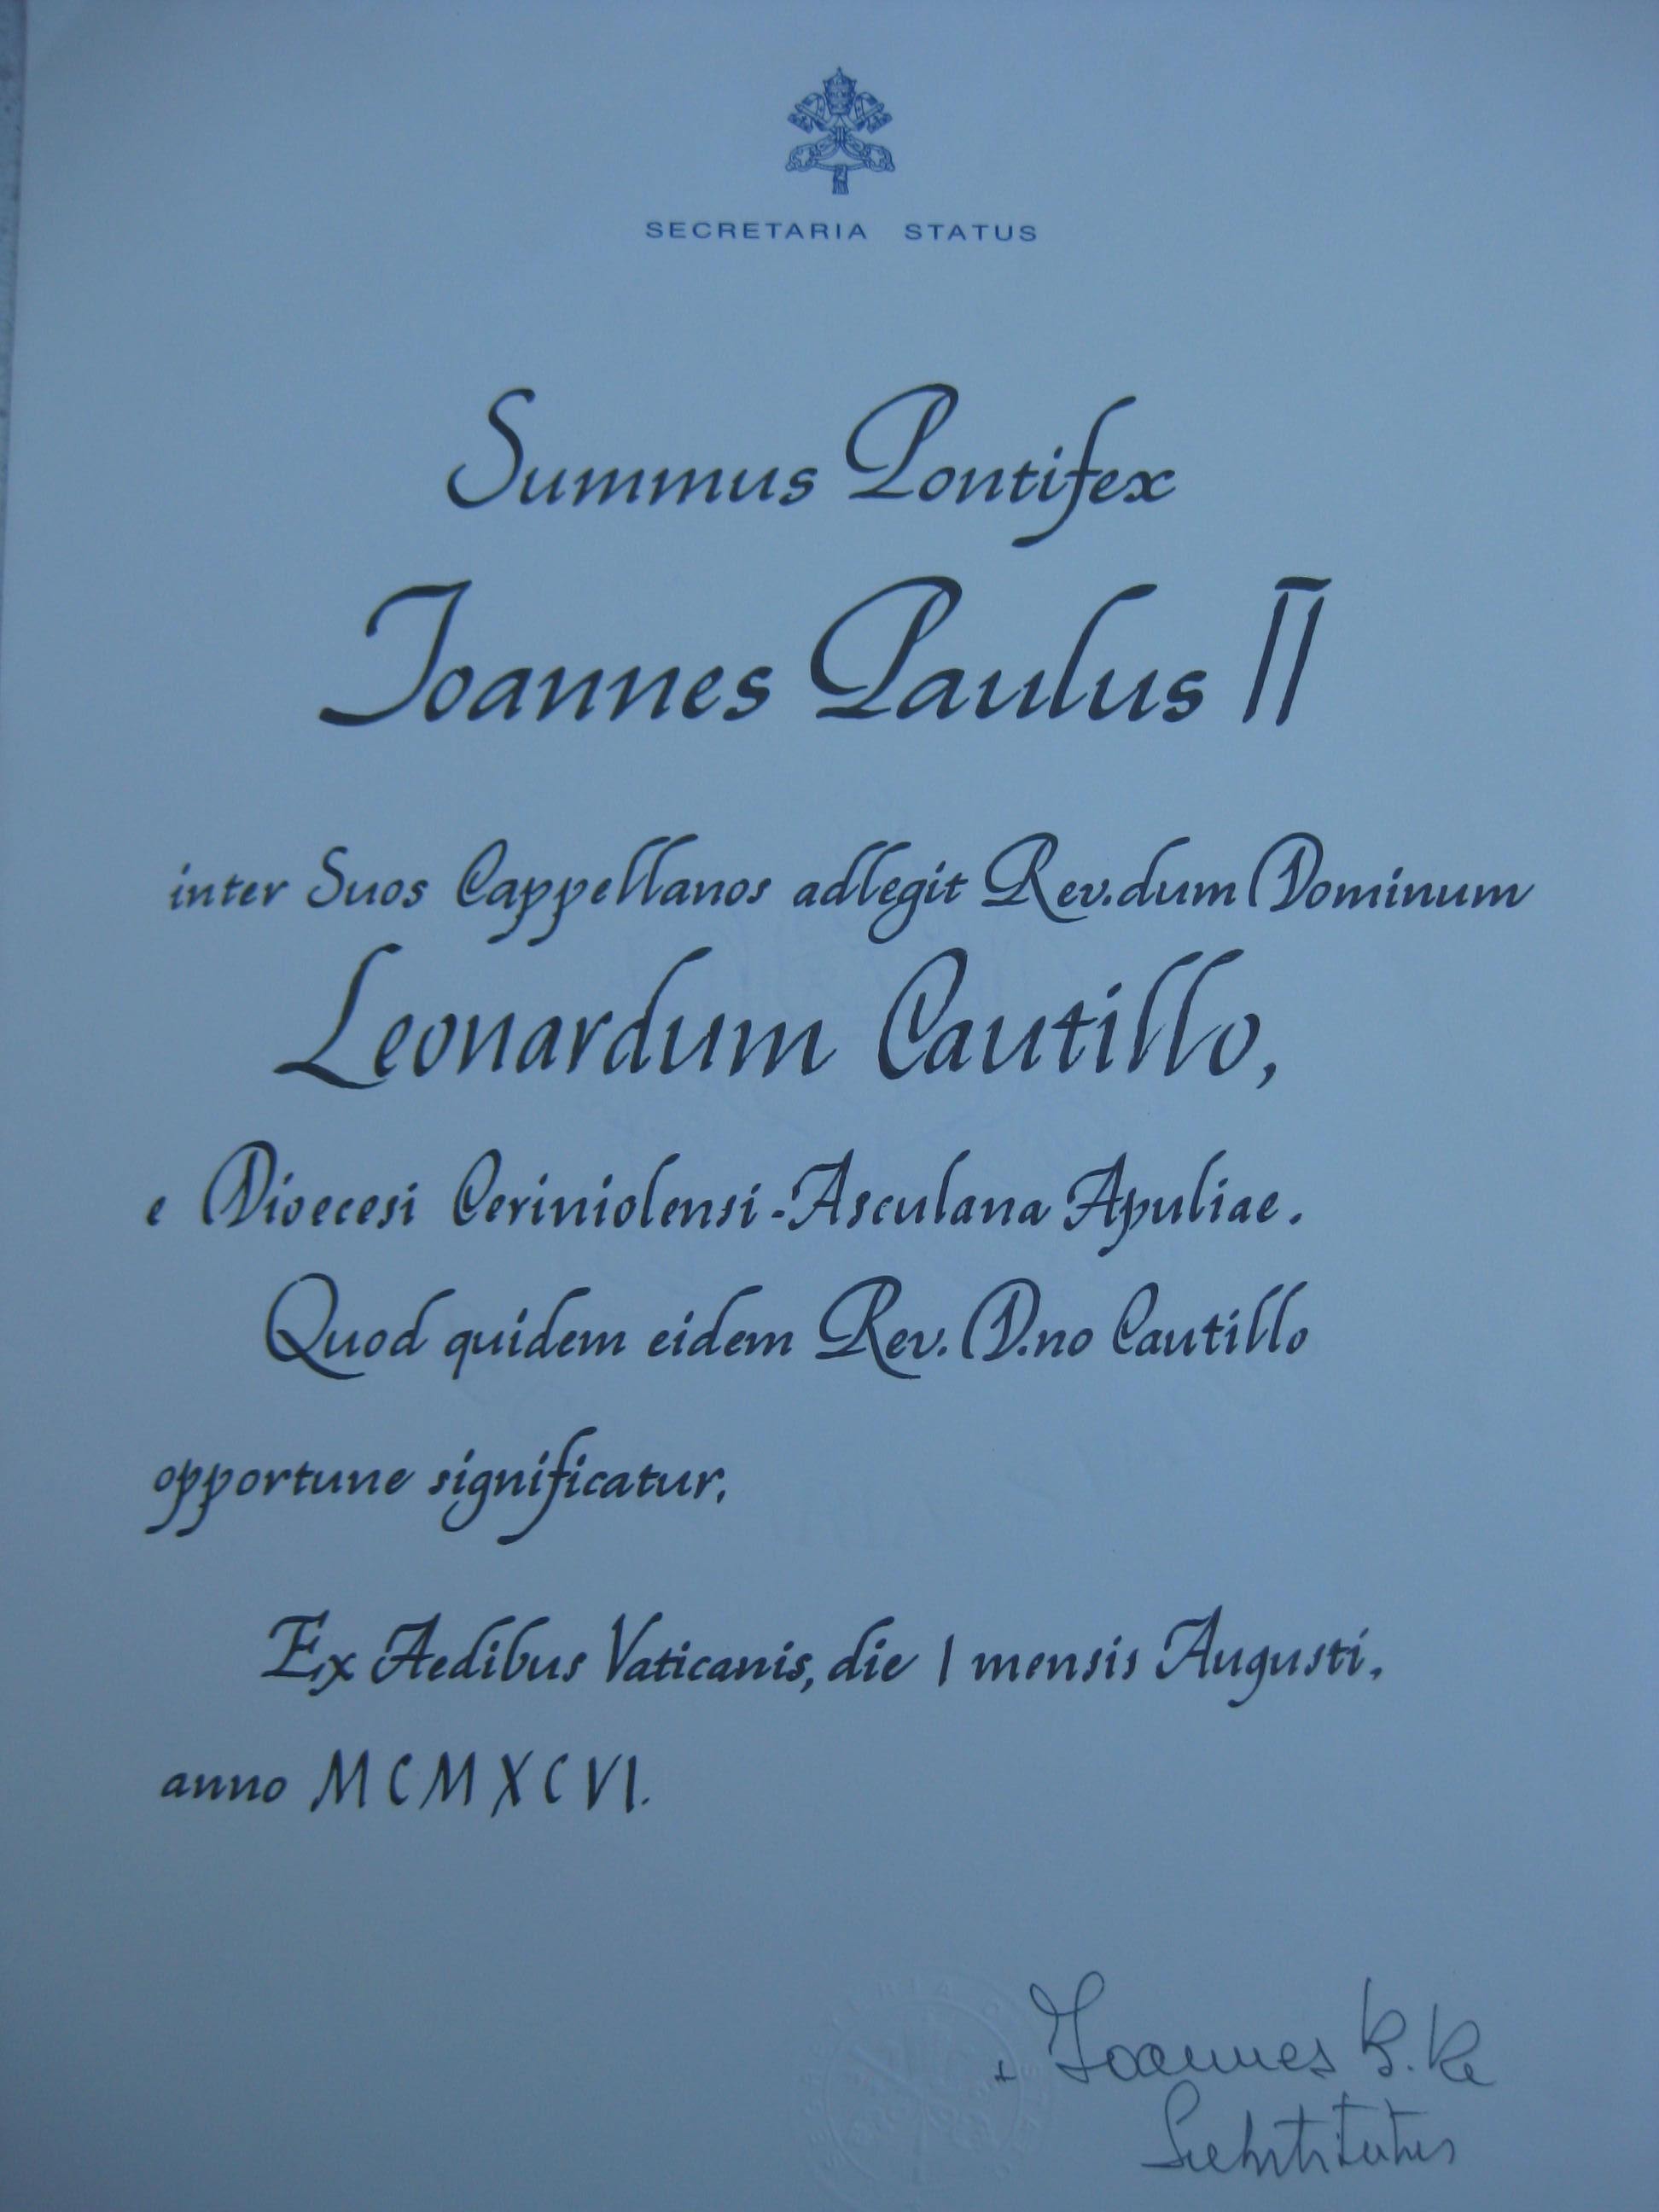 SECRETARIA STATUS
Summus Pontifex
Ioannes Paulus II
inter Suos Cappellanos adlegit Rev.dum Dominum
Leonardum Cautillo,
e Dioecesi Ceriniolensi-Asculana Apuliae.
Quod quidem eidem Rev. D.no Cautillo
opportune significatur.
Ex Aedibus Vaticanis, die 1 mensis Augusti,
anno MCMXCVI.
+ Joannes B. Re
Substitutus